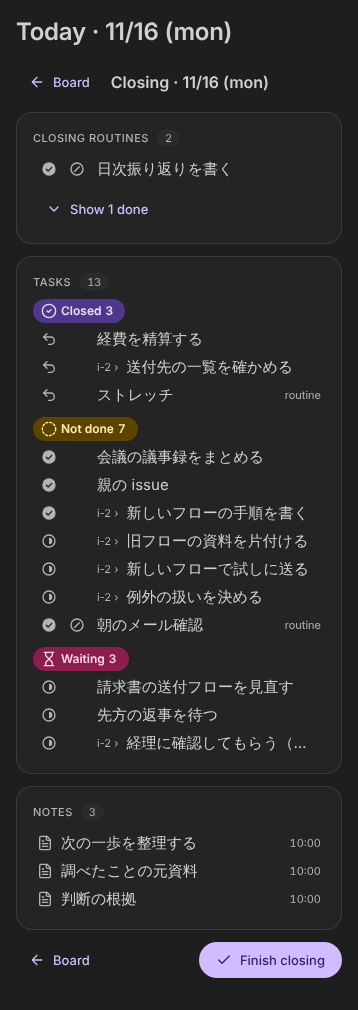 Today · 11/16 (mon)
Board
Closing · 11/16 (mon)
CLOSING ROUTINES 2
日次振り返りを書く
Show 1 done
TASKS 13
Closed 3
経費を精算する
i-2 › 送付先の一覧を確かめる
ストレッチ routine
Not done 7
会議の議事録をまとめる
親の issue
i-2 › 新しいフローの手順を書く
i-2 › 旧フローの資料を片付ける
i-2 › 新しいフローで試しに送る
i-2 › 例外の扱いを決める
朝のメール確認 routine
Waiting 3
請求書の送付フローを見直す
先方の返事を待つ
i-2 › 経理に確認してもらう（…
NOTES 3
次の一歩を整理する 10:00
調べたことの元資料 10:00
判断の根拠 10:00
Board
Finish closing